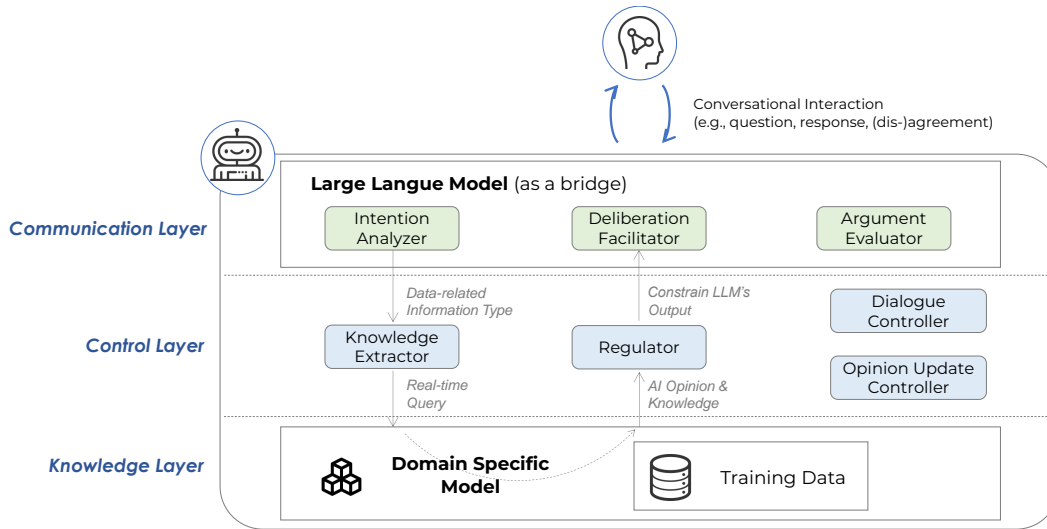 Conversational Interaction
(e.g., question, response, (dis-)agreement)
Large Langue Model (as a bridge)
Communication Layer
Intention
Analyzer
Deliberation
Facilitator
Argument
Evaluator
Data-related
Information Type
Constrain LLM's
Output
Dialogue
Controller
Control Layer
Knowledge
Extractor
Regulator
Opinion Update
Controller
Real-time
Query
AI Opinion &
Knowledge
Knowledge Layer
Domain Specific
Model
Training Data